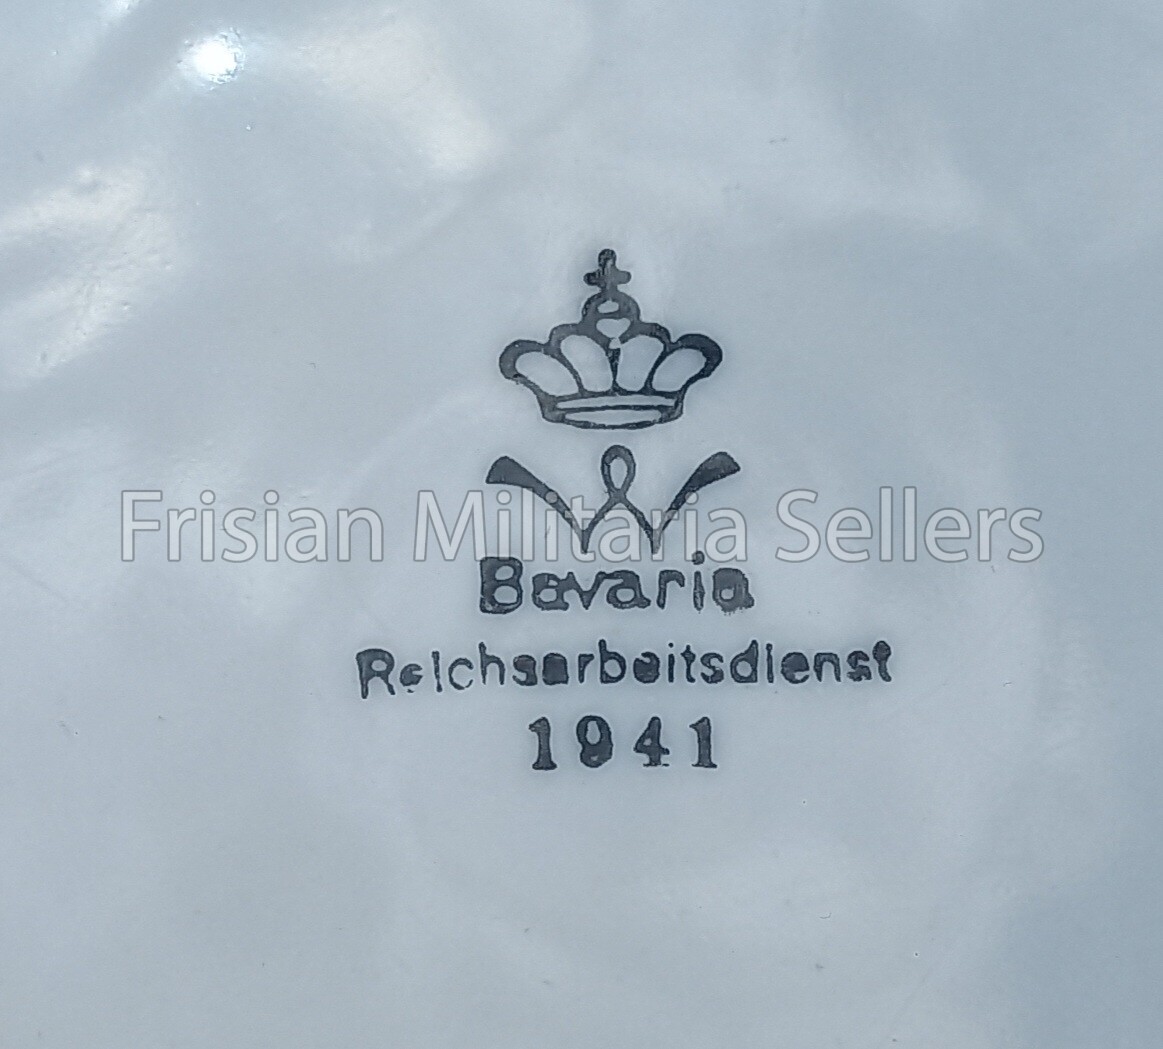 W
Frisian Militaria Sellers
Bavaria
Reichsarbeitsdienst
1941